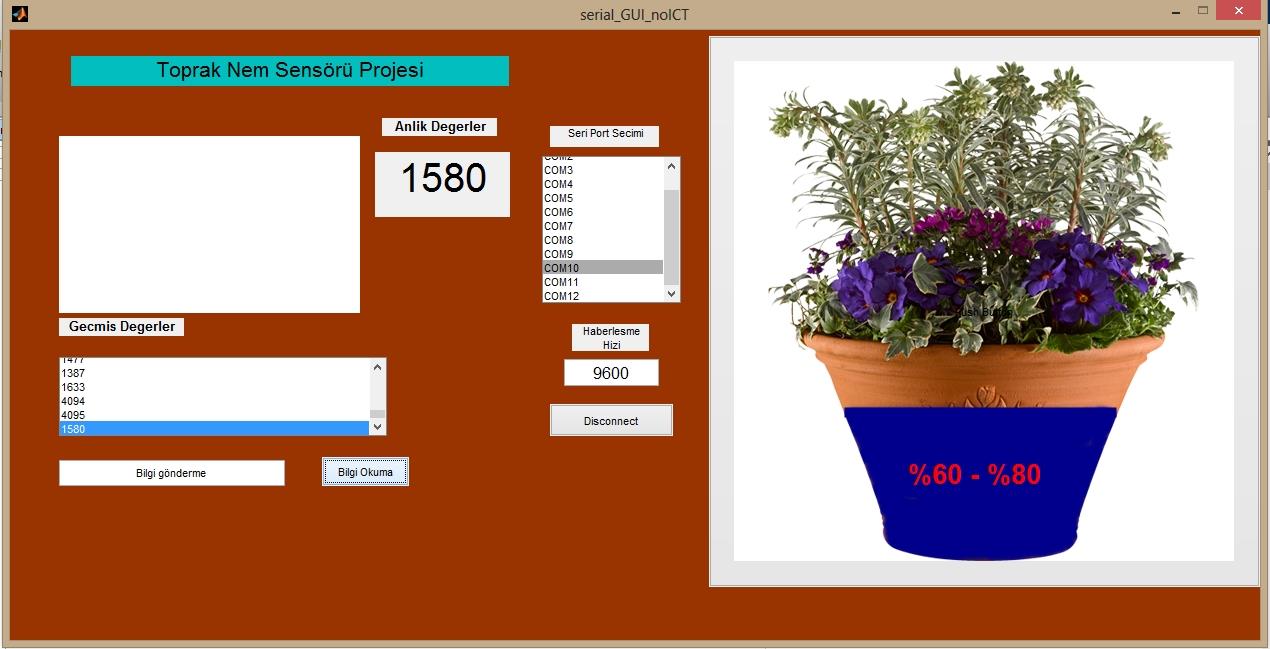 serial_GUI_noICT
Toprak Nem Sensörü Projesi
Anlik Degerler
1580
Seri Port Secimi
COM2
COM3
COM4
COM5
COM6
COM7
COM8
COM9
COM10
COM11
COM12
Gecmis Degerler
1477
1387
1633
4094
4095
1580
Haberlesme
Hizi
9600
Disconnect
Bilgi gönderme
Bilgi Okuma
Push Button
%60 - %80